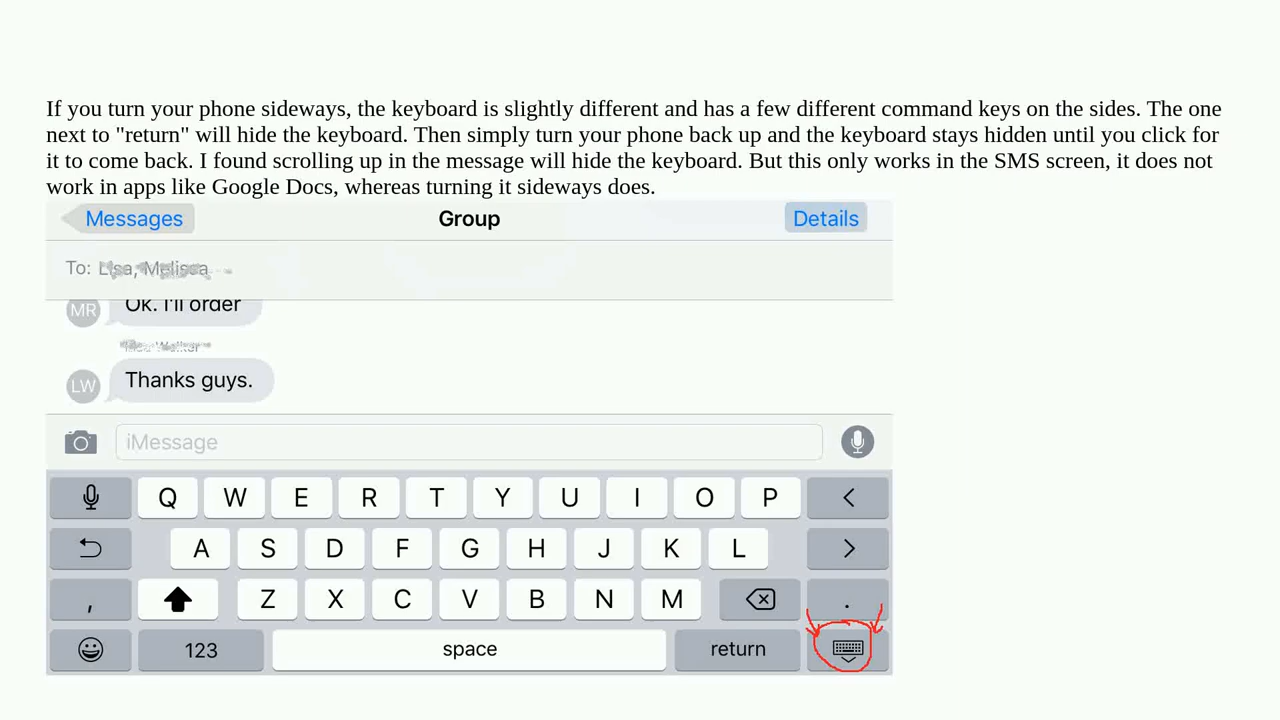 If you turn your phone sideways, the keyboard is slightly different and has a few different command keys on the sides. The one
next to "return" will hide the keyboard. Then simply turn your phone back up and the keyboard stays hidden until you click for
it to come back. I found scrolling up in the message will hide the keyboard. But this only works in the SMS screen, it does not
work in apps like Google Docs, whereas turning it sideways does.
Messages Group Details
To:
MR Ok. I'll order
LW Thanks guys.
iMessage
Q W E R T Y U I O P <
A S D F G H J K L >
, Z X C V B N M .
123 space return